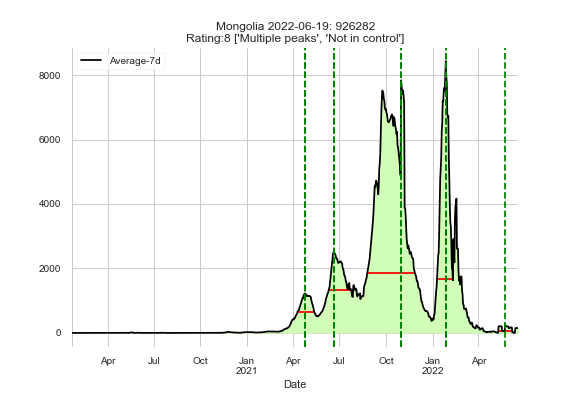 Mongolia 2022-06-19: 926282
Rating:8 ['Multiple peaks', 'Not in control']
Average-7d
8000
6000
4000
2000
0
Apr Jul Oct Jan Apr Jul Oct Jan Apr
2021 2022
Date